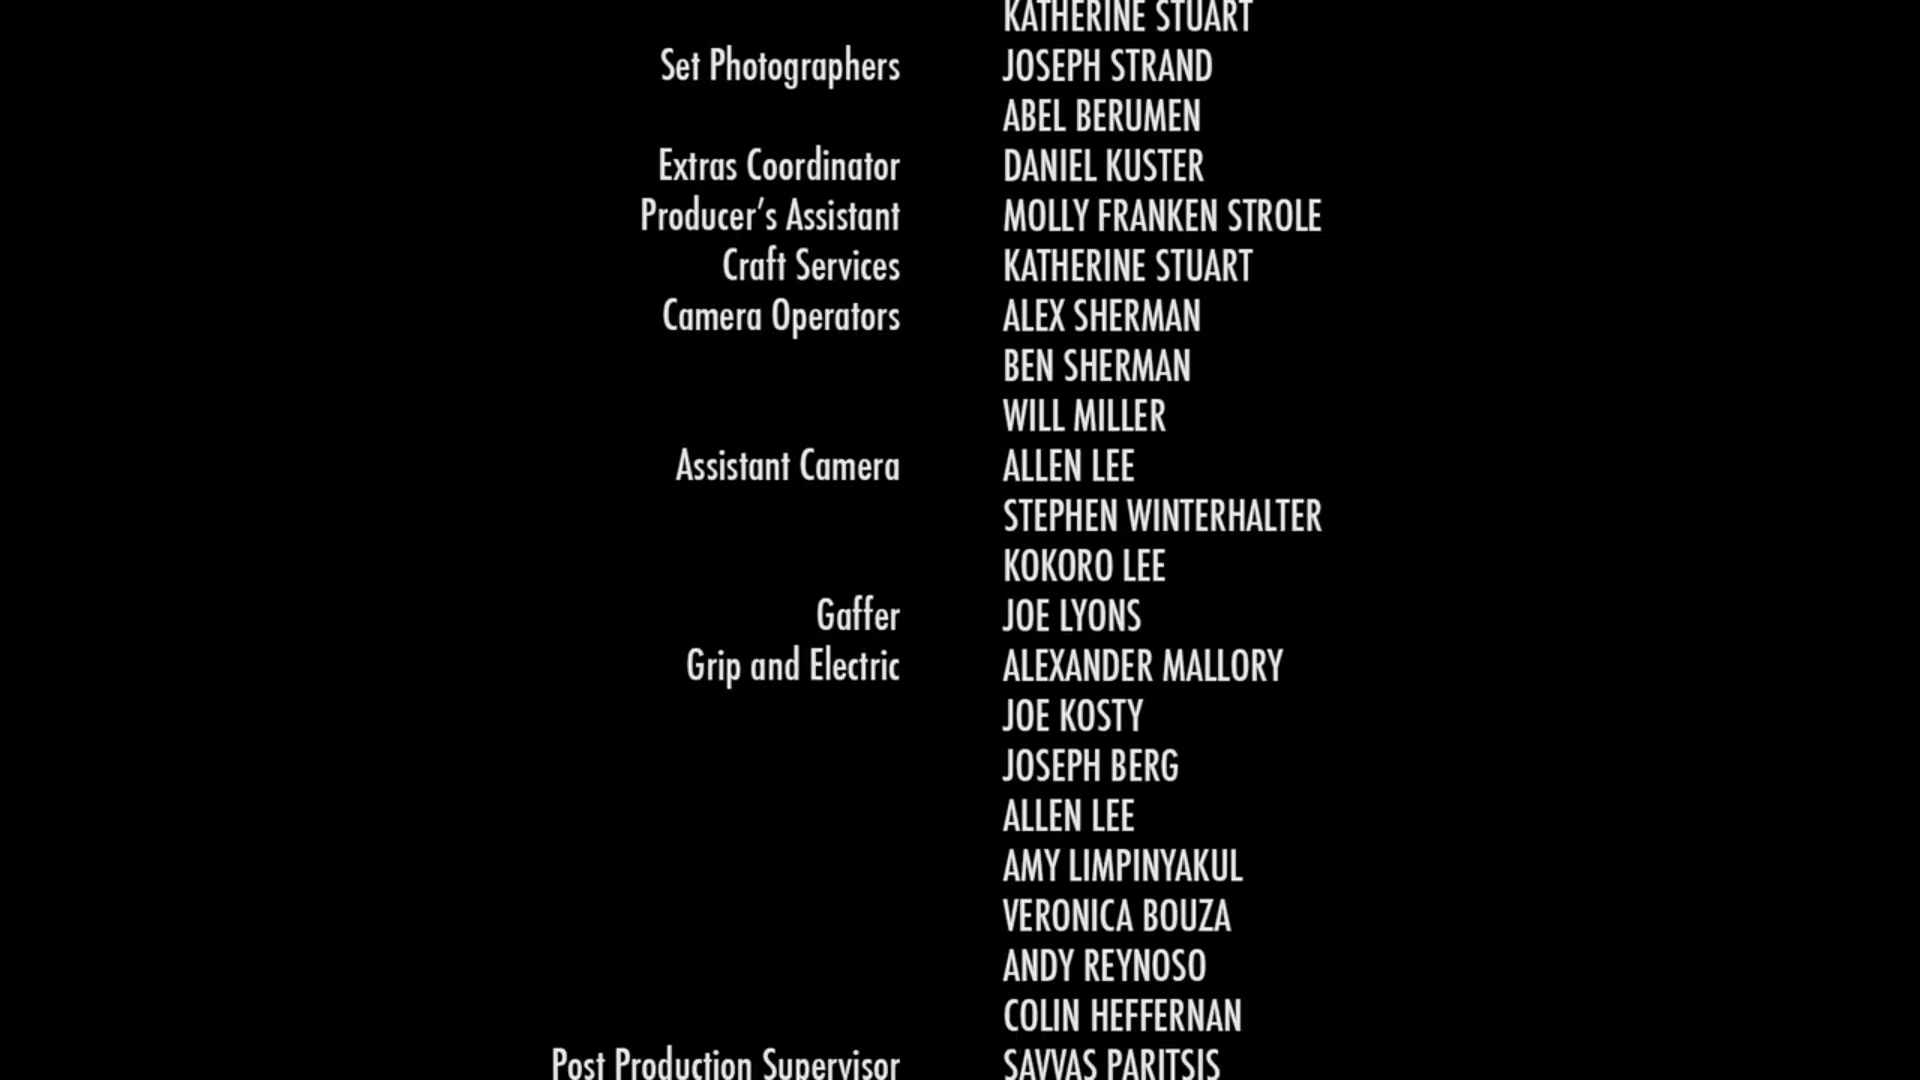 KATHERINE STUART
Set Photographers JOSEPH STRAND
ABEL BERUMEN
Extras Coordinator DANIEL KUSTER
Producer’s Assistant MOLLY FRANKEN STROLE
Craft Services KATHERINE STUART
Camera Operators ALEX SHERMAN
BEN SHERMAN
WILL MILLER
Assistant Camera ALLEN LEE
STEPHEN WINTERHALTER
KOKORO LEE
Gaffer JOE LYONS
Grip and Electric ALEXANDER MALLORY
JOE KOSTY
JOSEPH BERG
ALLEN LEE
AMY LIMPINYAKUL
VERONICA BOUZA
ANDY REYNOSO
COLIN HEFFERNAN
Post Production Supervisor SAVVAS PARITSIS